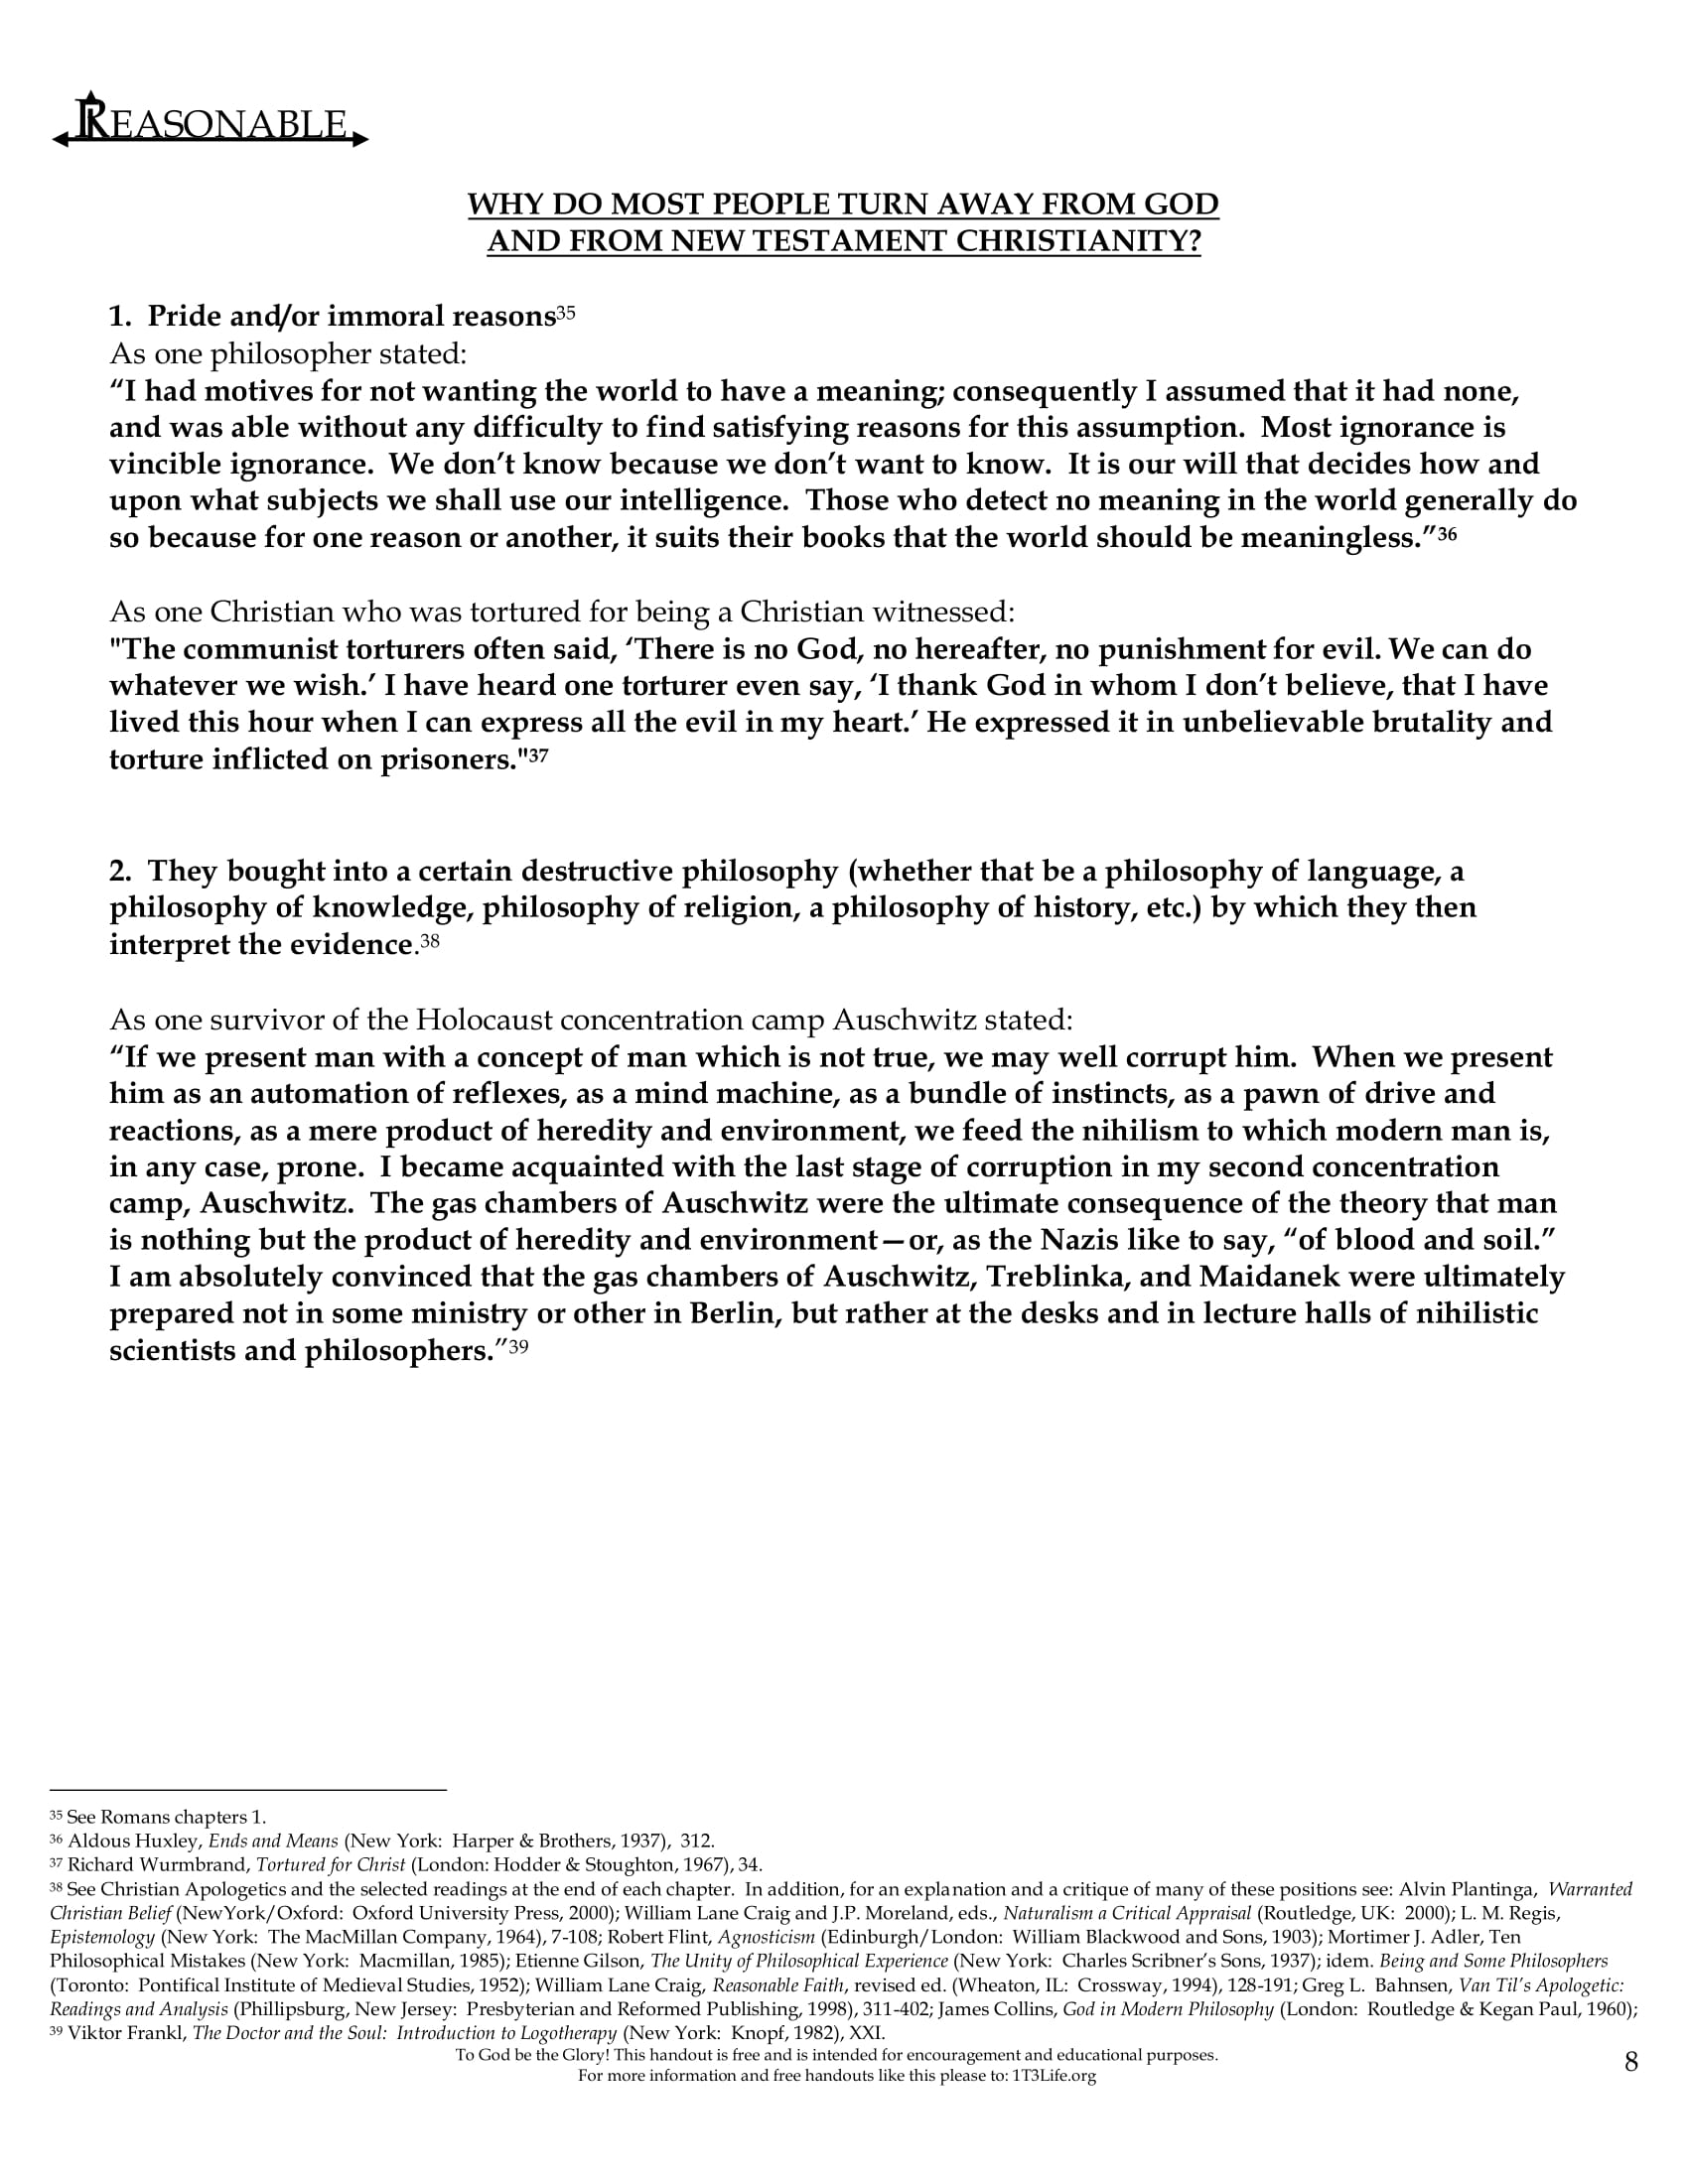 REASONABLE
WHY DO MOST PEOPLE TURN AWAY FROM GOD
AND FROM NEW TESTAMENT CHRISTIANITY?
1.  Pride and/or immoral reasons35
As one philosopher stated:
“I had motives for not wanting the world to have a meaning; consequently I assumed that it had none,
and was able without any difficulty to find satisfying reasons for this assumption.  Most ignorance is
vincible ignorance.  We don’t know because we don’t want to know.  It is our will that decides how and
upon what subjects we shall use our intelligence.  Those who detect no meaning in the world generally do
so because for one reason or another, it suits their books that the world should be meaningless.”36
As one Christian who was tortured for being a Christian witnessed:
"The communist torturers often said, ‘There is no God, no hereafter, no punishment for evil. We can do
whatever we wish.’ I have heard one torturer even say, ‘I thank God in whom I don’t believe, that I have
lived this hour when I can express all the evil in my heart.’ He expressed it in unbelievable brutality and
torture inflicted on prisoners."37
2.  They bought into a certain destructive philosophy (whether that be a philosophy of language, a
philosophy of knowledge, philosophy of religion, a philosophy of history, etc.) by which they then
interpret the evidence.38
As one survivor of the Holocaust concentration camp Auschwitz stated:
“If we present man with a concept of man which is not true, we may well corrupt him.  When we present
him as an automation of reflexes, as a mind machine, as a bundle of instincts, as a pawn of drive and
reactions, as a mere product of heredity and environment, we feed the nihilism to which modern man is,
in any case, prone.  I became acquainted with the last stage of corruption in my second concentration
camp, Auschwitz.  The gas chambers of Auschwitz were the ultimate consequence of the theory that man
is nothing but the product of heredity and environment—or, as the Nazis like to say, “of blood and soil.”
I am absolutely convinced that the gas chambers of Auschwitz, Treblinka, and Maidanek were ultimately
prepared not in some ministry or other in Berlin, but rather at the desks and in lecture halls of nihilistic
scientists and philosophers.”39
35 See Romans chapters 1.
36 Aldous Huxley, Ends and Means (New York:  Harper & Brothers, 1937),  312.
37 Richard Wurmbrand, Tortured for Christ (London: Hodder & Stoughton, 1967), 34.
38 See Christian Apologetics and the selected readings at the end of each chapter.  In addition, for an explanation and a critique of many of these positions see: Alvin Plantinga,  Warranted
Christian Belief (NewYork/Oxford:  Oxford University Press, 2000); William Lane Craig and J.P. Moreland, eds., Naturalism a Critical Appraisal (Routledge, UK:  2000); L. M. Regis,
Epistemology (New York:  The MacMillan Company, 1964), 7-108; Robert Flint, Agnosticism (Edinburgh/London:  William Blackwood and Sons, 1903); Mortimer J. Adler, Ten
Philosophical Mistakes (New York:  Macmillan, 1985); Etienne Gilson, The Unity of Philosophical Experience (New York:  Charles Scribner’s Sons, 1937); idem. Being and Some Philosophers
(Toronto:  Pontifical Institute of Medieval Studies, 1952); William Lane Craig, Reasonable Faith, revised ed. (Wheaton, IL:  Crossway, 1994), 128-191; Greg L.  Bahnsen, Van Til’s Apologetic:
Readings and Analysis (Phillipsburg, New Jersey:  Presbyterian and Reformed Publishing, 1998), 311-402; James Collins, God in Modern Philosophy (London:  Routledge & Kegan Paul, 1960);
39 Viktor Frankl, The Doctor and the Soul:  Introduction to Logotherapy (New York:  Knopf, 1982), XXI.
To God be the Glory! This handout is free and is intended for encouragement and educational purposes.
For more information and free handouts like this please to: 1T3Life.org
8